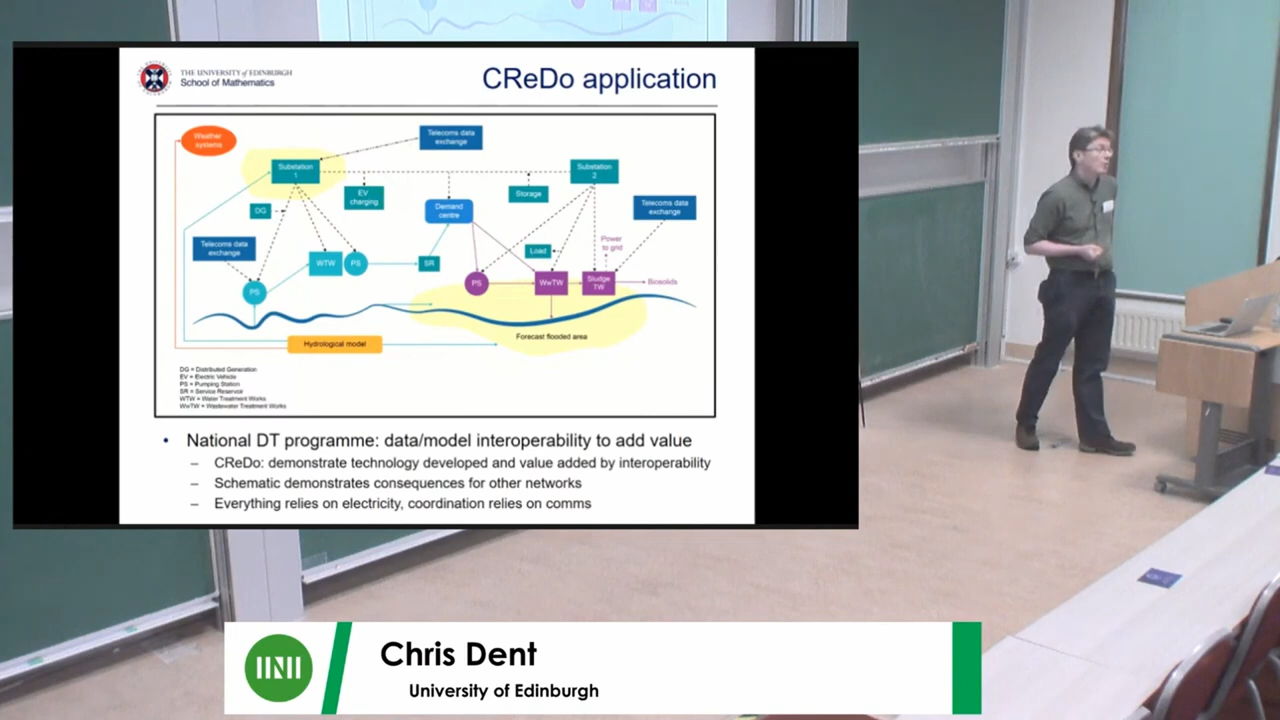 THE UNIVERSITY of EDINBURGH
School of Mathematics
CReDo application
Weather
systems
Telecoms data
exchange
Substation
1
Substation
2
EV
charging
Storage
DG
Demand
centre
Telecoms data
exchange
Telecoms data
exchange
Power
to grid
Load
WTW
PS
SR
PS
PS
WwTW
Sludge
TW
Biosolids
Forecast flooded area
Hydrological model
DG = Distributed Generation
EV = Electric Vehicle
PS = Pumping Station
SR = Service Reservoir
WTW = Water Treatment Works
WwTW = Wastewater Treatment Works
• National DT programme: data/model interoperability to add value
– CReDo: demonstrate technology developed and value added by interoperability
– Schematic demonstrates consequences for other networks
– Everything relies on electricity, coordination relies on comms
Chris Dent
University of Edinburgh